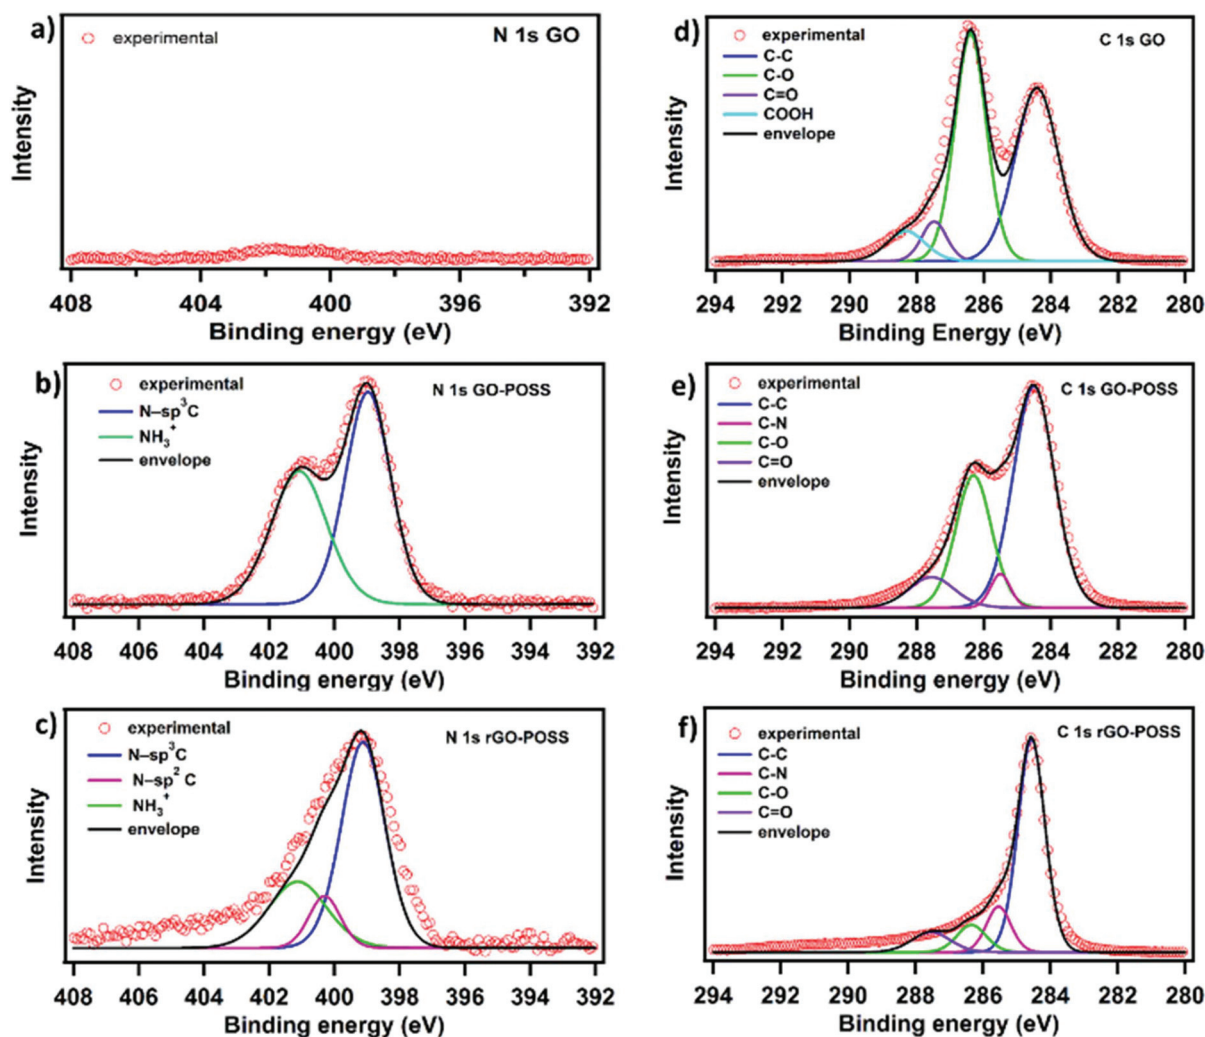 a)
experimental
N 1s GO
Intensity
408 404 400 396 392
Binding energy (eV)
b)
experimental
N–sp³C
NH₃⁺
envelope
N 1s GO-POSS
Intensity
408 406 404 402 400 398 396 394 392
Binding energy (eV)
c)
experimental
N–sp³C
N–sp² C
NH₃⁺
envelope
N 1s rGO-POSS
Intensity
408 406 404 402 400 398 396 394 392
Binding energy (eV)
d)
experimental
C-C
C-O
C=O
COOH
envelope
C 1s GO
Intensity
294 292 290 288 286 284 282 280
Binding Energy (eV)
e)
experimental
C-C
C-N
C-O
C=O
envelope
C 1s GO-POSS
Intensity
294 292 290 288 286 284 282 280
Binding energy (eV)
f)
experimental
C-C
C-N
C-O
C=O
envelope
C 1s rGO-POSS
Intensity
294 292 290 288 286 284 282 280
Binding energy (eV)